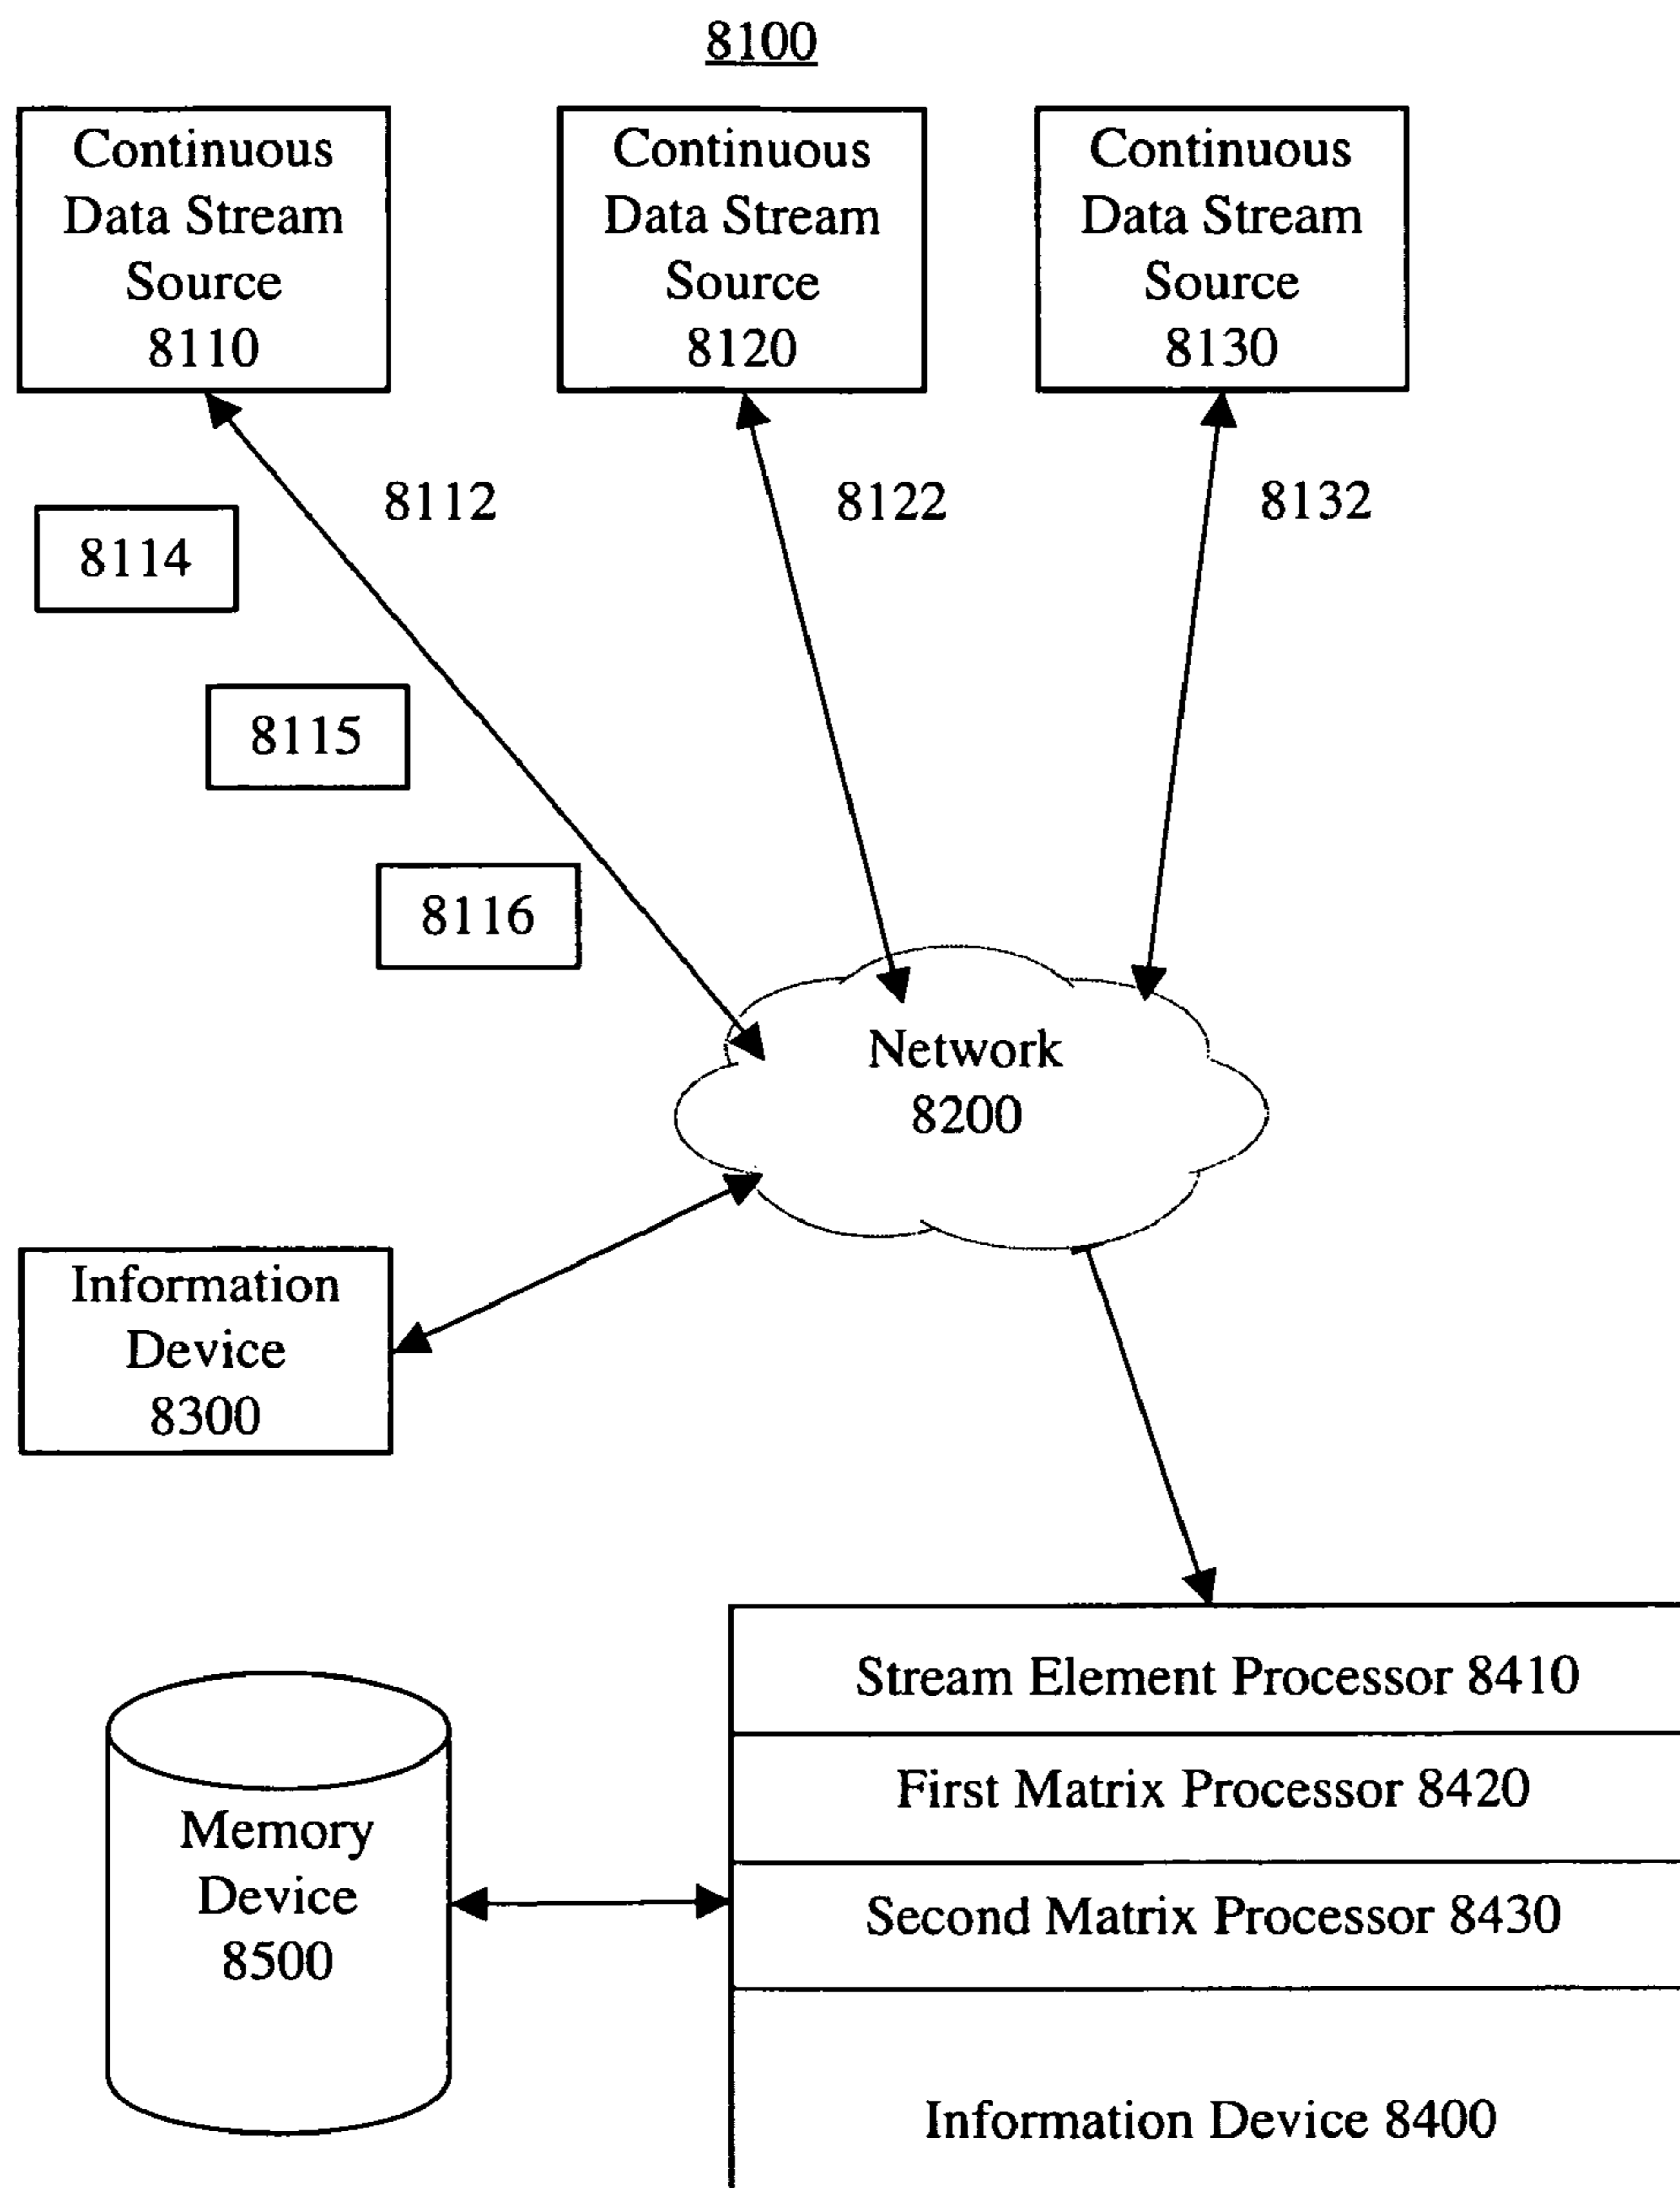 8100
Continuous
Data Stream
Source
8110
Continuous
Data Stream
Source
8120
Continuous
Data Stream
Source
8130
8112
8122
8132
8114
8115
8116
Network
8200
Information
Device
8300
Stream Element Processor 8410
First Matrix Processor 8420
Second Matrix Processor 8430
Information Device 8400
Memory
Device
8500